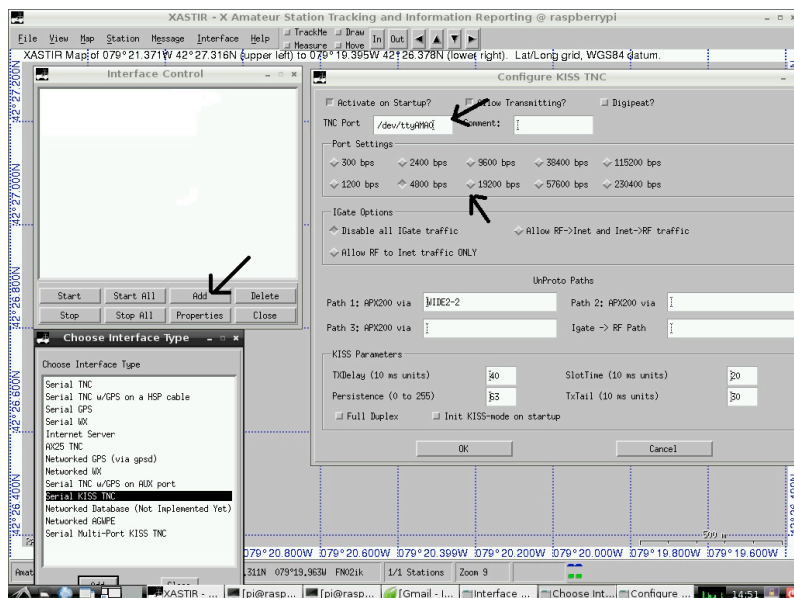 XASTIR - X Amateur Station Tracking and Information Reporting @ raspberrypi
File View Map Station Message Interface Help TrackMe Draw Measure Move In Out
XASTIR Map of 079°21.371W 42°27.316N (upper left) to 079°19.395W 42°26.378N (lower right). Lat/Long grid, WGS84 datum.
Interface Control
Start Start All Add Delete
Stop Stop All Properties Close
Choose Interface Type
Choose Interface Type
Serial TNC
Serial TNC w/GPS on a HSP cable
Serial GPS
Serial WX
Internet Server
AX25 TNC
Networked GPS (via gpsd)
Networked WX
Serial TNC w/GPS on AUX port
Serial KISS TNC
Networked Database (Not Implemented Yet)
Networked AGWPE
Serial Multi-Port KISS TNC
Configure KISS TNC
Activate on Startup? Allow Transmitting? Digipeat?
TNC Port /dev/ttyAMA0 Comment:
Port Settings
300 bps 2400 bps 9600 bps 38400 bps 115200 bps
1200 bps 4800 bps 19200 bps 57600 bps 230400 bps
IGate Options
Disable all IGate traffic Allow RF->Inet and Inet->RF traffic
Allow RF to Inet traffic ONLY
UnProto Paths
Path 1: APX200 via WIDE2-2 Path 2: APX200 via
Path 3: APX200 via Igate -> RF Path
KISS Parameters
TXDelay (10 ms units) 40 SlotTime (10 ms units) 20
Persistence (0 to 255) 63 TxTail (10 ms units) 30
Full Duplex Init KISS-mode on startup
OK Cancel
42°27.000N
42°26.800N
42°26.600N
42°26.400N
500 m
079°20.800W 079°20.600W 079°20.399W 079°20.200W 079°20.000W 079°19.800W 079°19.600W
.311N 079°19.963W FN02ik 1/1 Stations Zoom 9
Add Close
XASTIR - ... [pi@rasp... [pi@rasp... [Gmail - I... Interface ... Choose Int... Configure ... 14:51